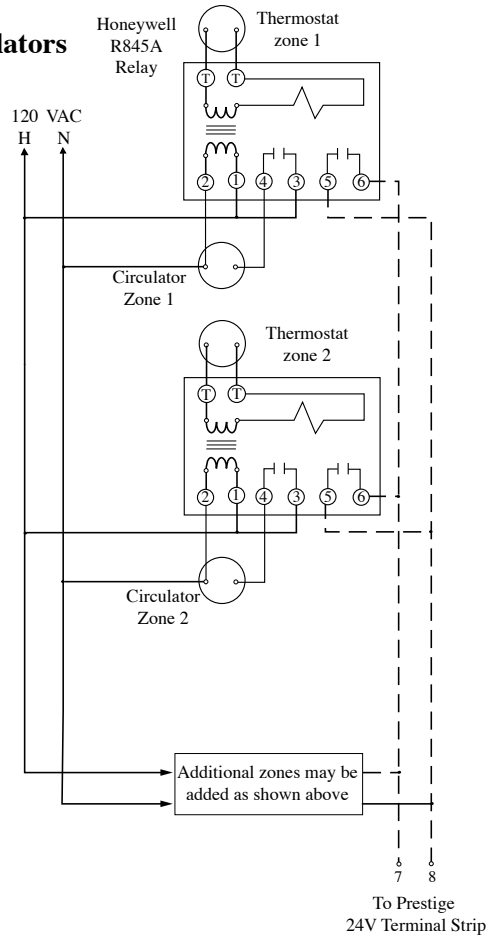 lators
Honeywell
R845A
Relay
Thermostat
zone 1
120 VAC
H N
T T
2 1 4 3 5 6
Circulator
Zone 1
Thermostat
zone 2
T T
2 1 4 3 5 6
Circulator
Zone 2
Additional zones may be
added as shown above
7 8
To Prestige
24V Terminal Strip